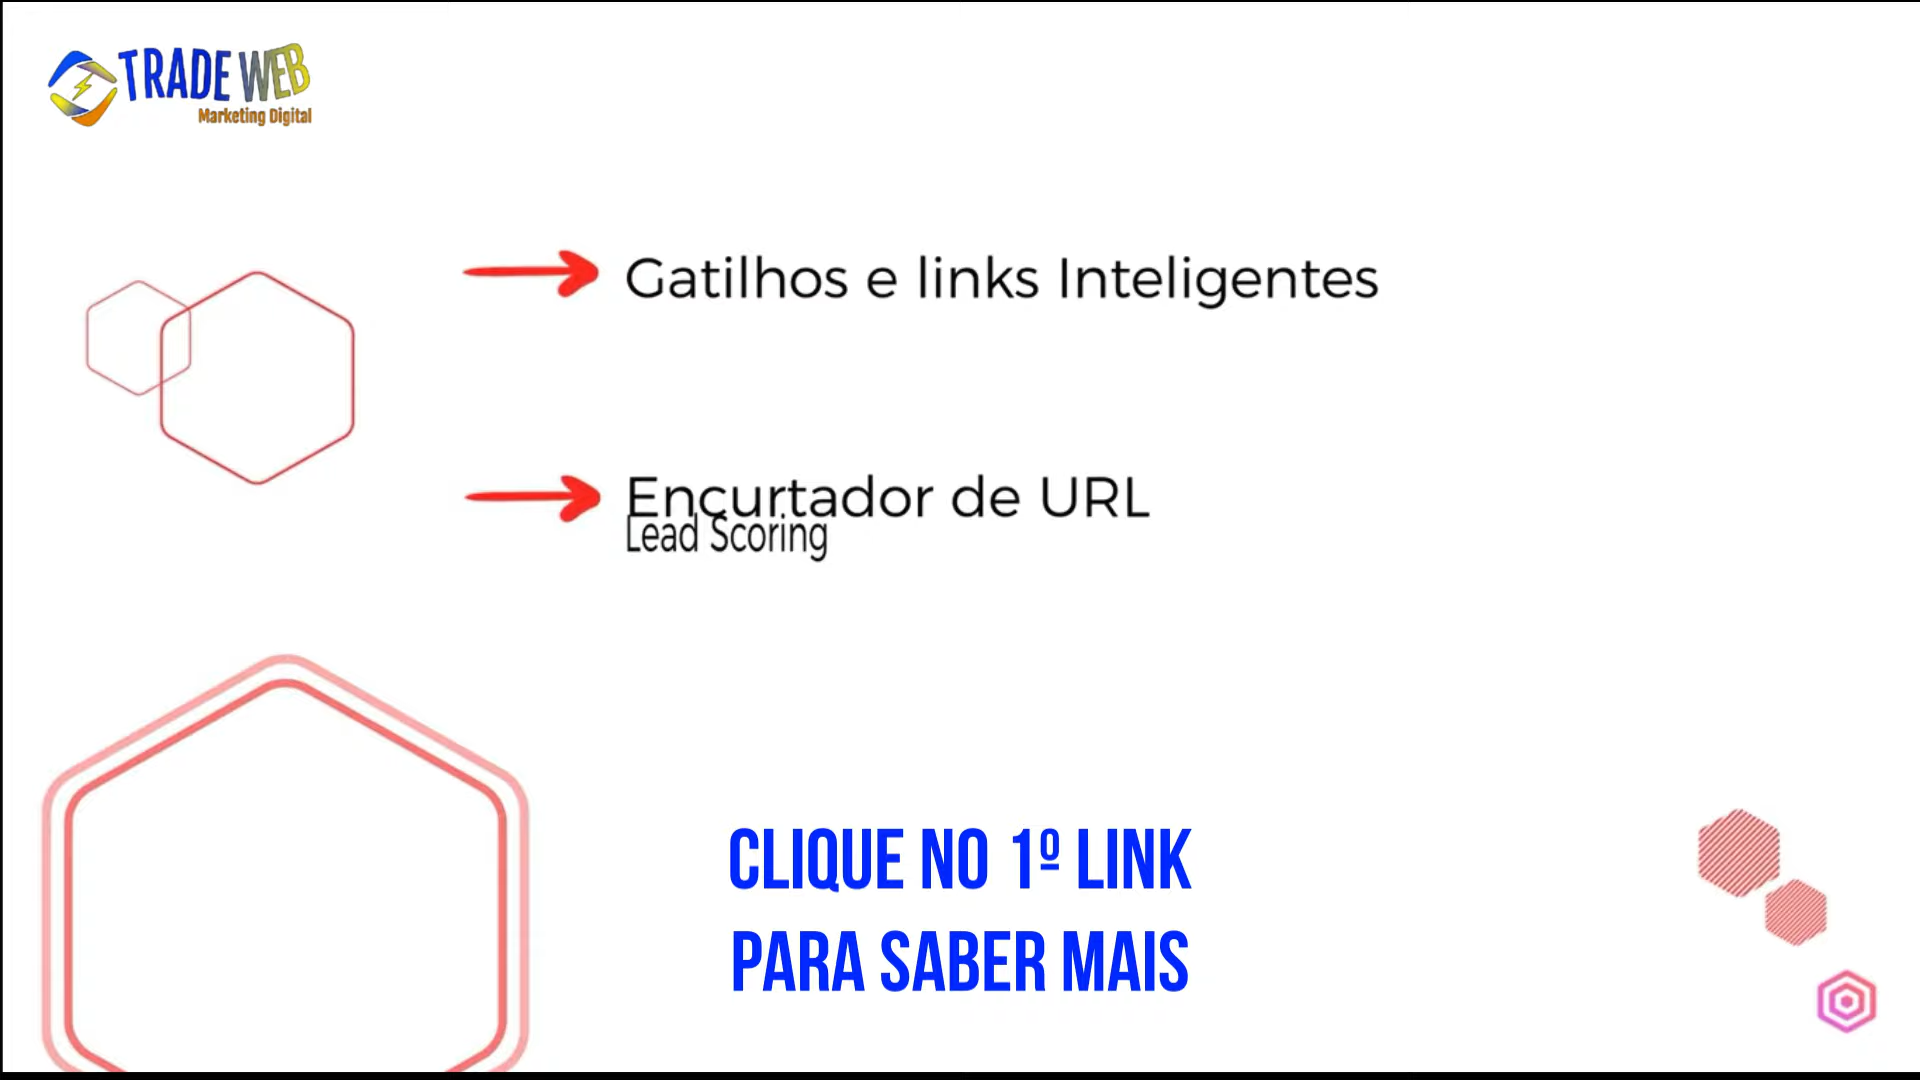 TRADE WEB
Marketing Digital
Gatilhos e links Inteligentes
Encurtador de URL
Lead Scoring
CLIQUE NO 1º LINK
PARA SABER MAIS